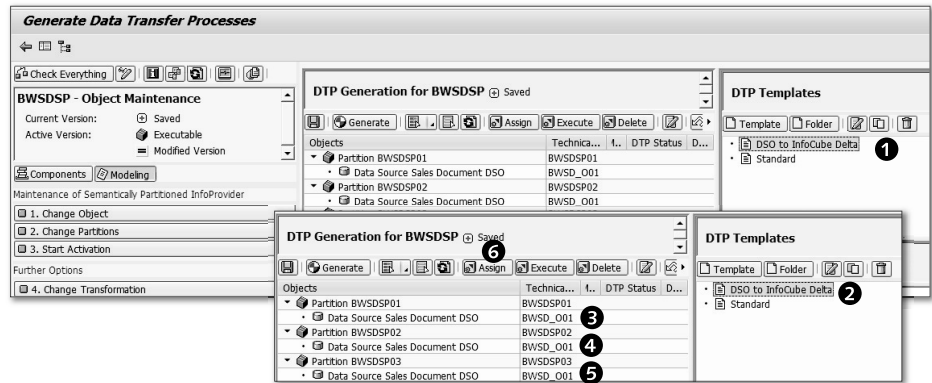 Generate Data Transfer Processes
Check Everything
BWSDSP - Object Maintenance
Current Version: Saved
Active Version: Executable
Modified Version
Components Modeling
Maintenance of Semantically Partitioned InfoProvider
1. Change Object
2. Change Partitions
3. Start Activation
Further Options
4. Change Transformation
DTP Generation for BWSDSP Saved
Generate Assign Execute Delete
Objects Technica... DTP Status D...
Partition BWSDSP01 BWSDSP01
Data Source Sales Document DSO BWSD_O01
Partition BWSDSP02 BWSDSP02
Data Source Sales Document DSO BWSD_O01
DTP Templates
Template Folder
DSO to InfoCube Delta 1
Standard
DTP Generation for BWSDSP Saved
6
Generate Assign Execute Delete
Objects Technica... DTP Status D...
Partition BWSDSP01 BWSDSP01
Data Source Sales Document DSO BWSD_O01 3
Partition BWSDSP02 BWSDSP02
Data Source Sales Document DSO BWSD_O01 4
Partition BWSDSP03 BWSDSP03
Data Source Sales Document DSO BWSD_O01 5
DTP Templates
Template Folder
DSO to InfoCube Delta 2
Standard